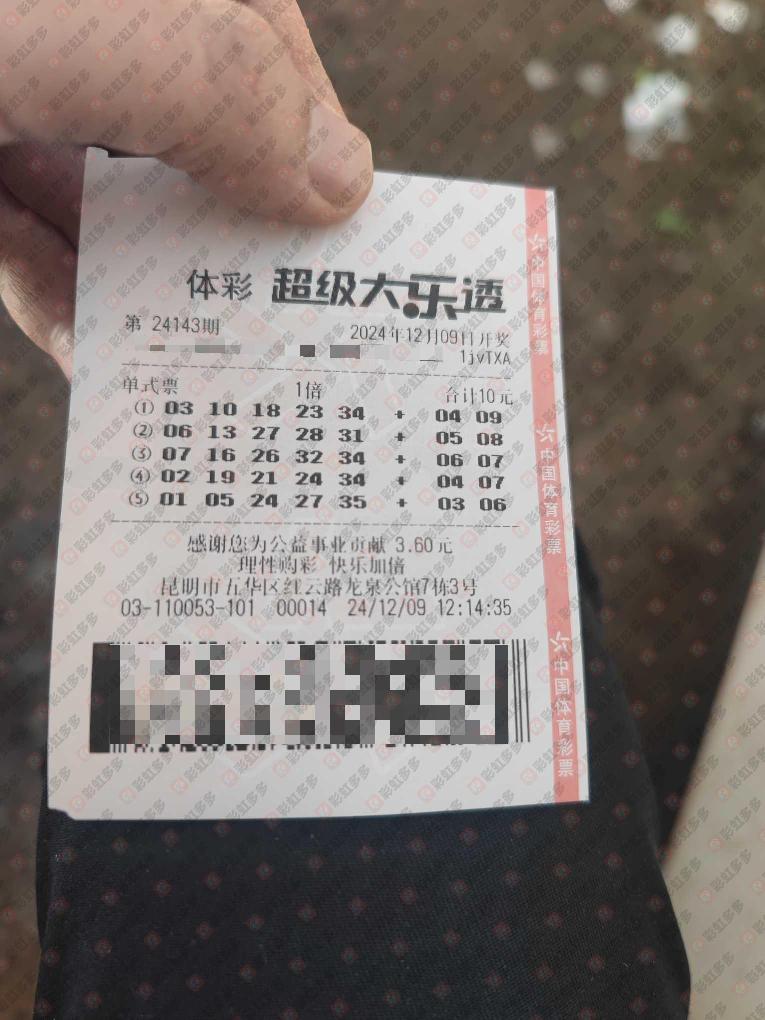 体彩 超级大乐透
第 24143期
2024年12月09日开奖
1jvTXA
单式票 1倍 合计10元
① 03 10 18 23 34 + 04 09
② 06 13 27 28 31 + 05 08
③ 07 16 26 32 34 + 06 07
④ 02 19 21 24 34 + 04 07
⑤ 01 05 24 27 35 + 03 06
感谢您为公益事业贡献 3.60元
理性购彩 快乐加倍
昆明市五华区红云路龙泉公馆7栋3号
03-110053-101 00014 24/12/09 12:14:35
中国体育彩票
中国体育彩票
中国体育彩票
彩虹多多